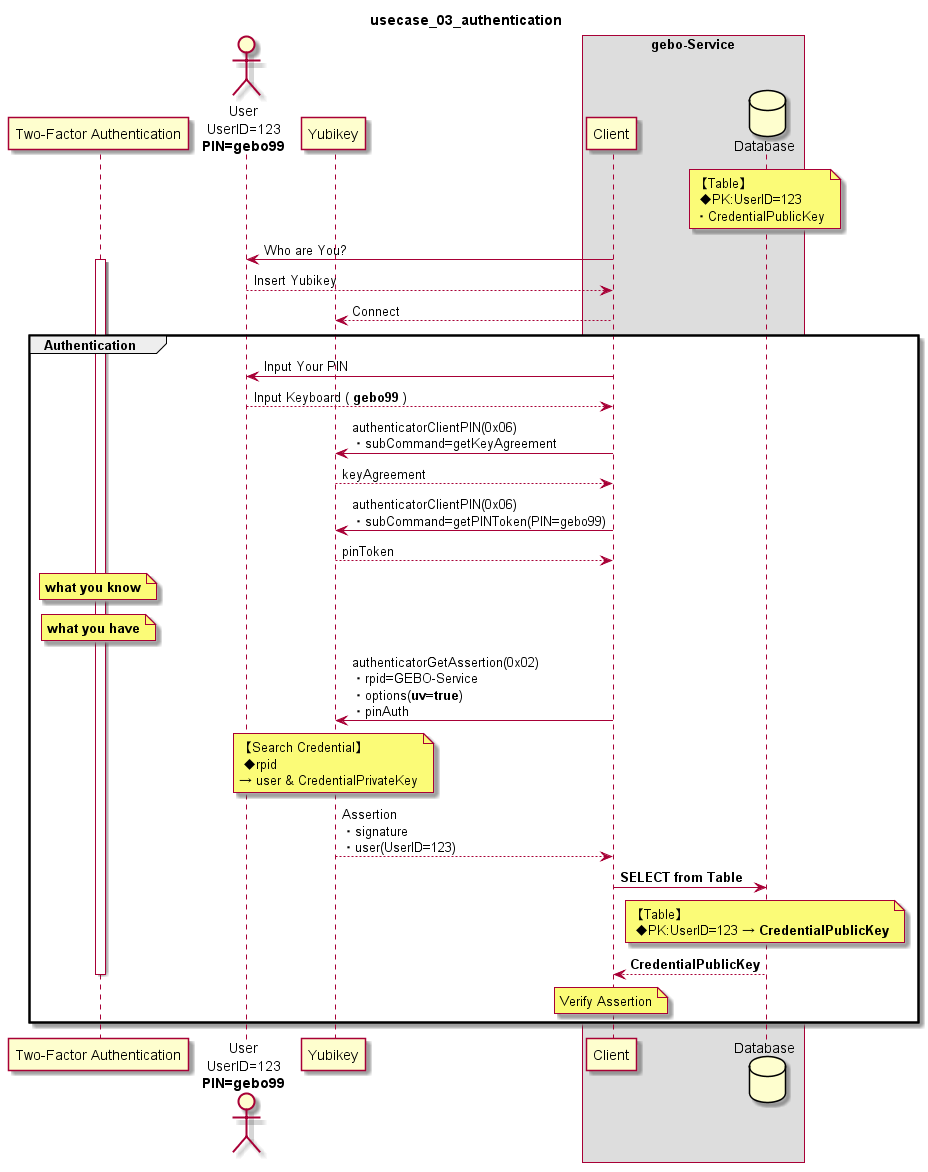 usecase_03_authentication
gebo-Service
Two-Factor Authentication
User
UserID=123
PIN=gebo99
Yubikey
Client
Database
【Table】
◆PK:UserID=123
・CredentialPublicKey
Who are You?
Insert Yubikey
Connect
Authentication
Input Your PIN
Input Keyboard ( gebo99 )
authenticatorClientPIN(0x06)
・subCommand=getKeyAgreement
keyAgreement
authenticatorClientPIN(0x06)
・subCommand=getPINToken(PIN=gebo99)
pinToken
what you know
what you have
authenticatorGetAssertion(0x02)
・rpid=GEBO-Service
・options(uv=true)
・pinAuth
【Search Credential】
◆rpid
→ user & CredentialPrivateKey
Assertion
・signature
・user(UserID=123)
SELECT from Table
【Table】
◆PK:UserID=123 → CredentialPublicKey
CredentialPublicKey
Verify Assertion
Two-Factor Authentication
User
UserID=123
PIN=gebo99
Yubikey
Client
Database